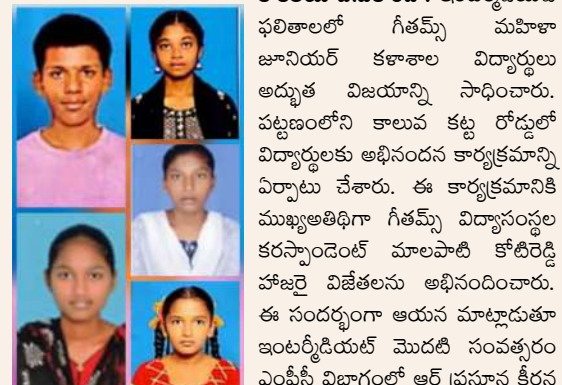 ఫలితాలలో గీతమ్స్ మహిళా
జూనియర్ కళాశాల విద్యార్థులు
అద్భుత విజయాన్ని సాధించారు.
పట్టణంలోని కాలువ కట్ట రోడ్డులో
విద్యార్థులకు అభినందన కార్యక్రమాన్ని
ఏర్పాటు చేశారు. ఈ కార్యక్రమానికి
ముఖ్యఅతిథిగా గీతమ్స్ విద్యాసంస్థల
కరస్పాండెంట్ మాలపాటి కోటిరెడ్డి
హాజరై విజేతలను అభినందించారు.
ఈ సందర్భంగా ఆయన మాట్లాడుతూ
ఇంటర్మీడియట్ మొదటి సంవత్సరం
ఎంపీసీ విభాగంలో ఆర్ ప్రసూన కీర్తన